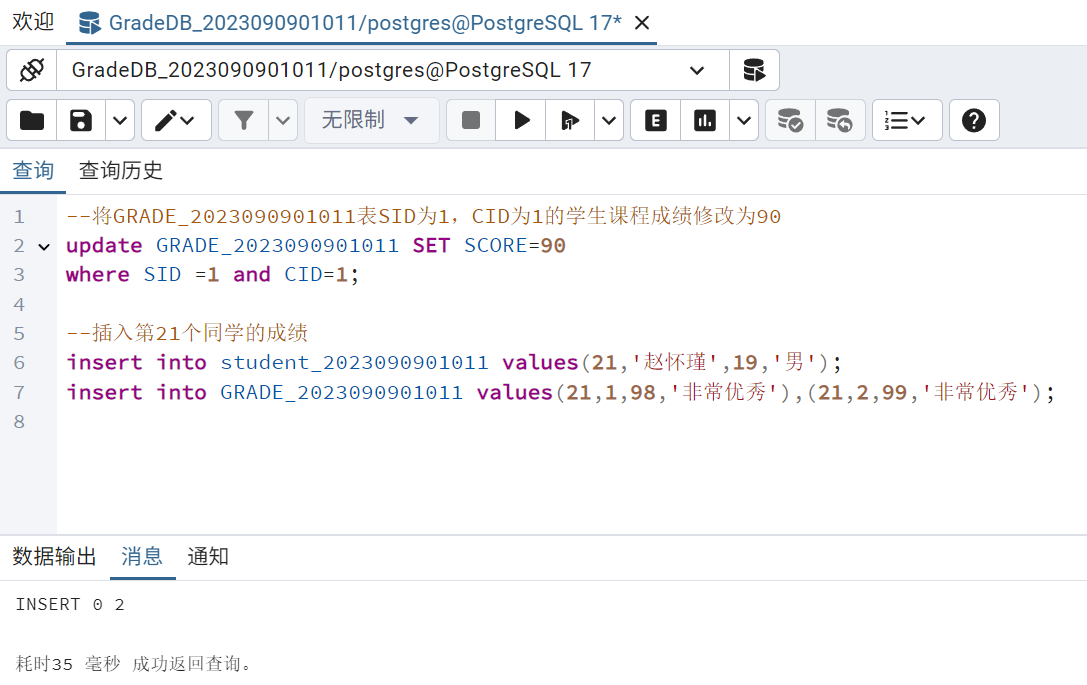 欢迎 GradeDB_2023090901011/postgres@PostgreSQL 17*
GradeDB_2023090901011/postgres@PostgreSQL 17
无限制 E
查询 查询历史
1 --将GRADE_2023090901011表SID为1，CID为1的学生课程成绩修改为90
2 update GRADE_2023090901011 SET SCORE=90
3 where SID =1 and CID=1;
4
5 --插入第21个同学的成绩
6 insert into student_2023090901011 values(21,'赵怀瑾',19,'男');
7 insert into GRADE_2023090901011 values(21,1,98,'非常优秀'),(21,2,99,'非常优秀');
8
数据输出 消息 通知
INSERT 0 2
耗时35 毫秒 成功返回查询。